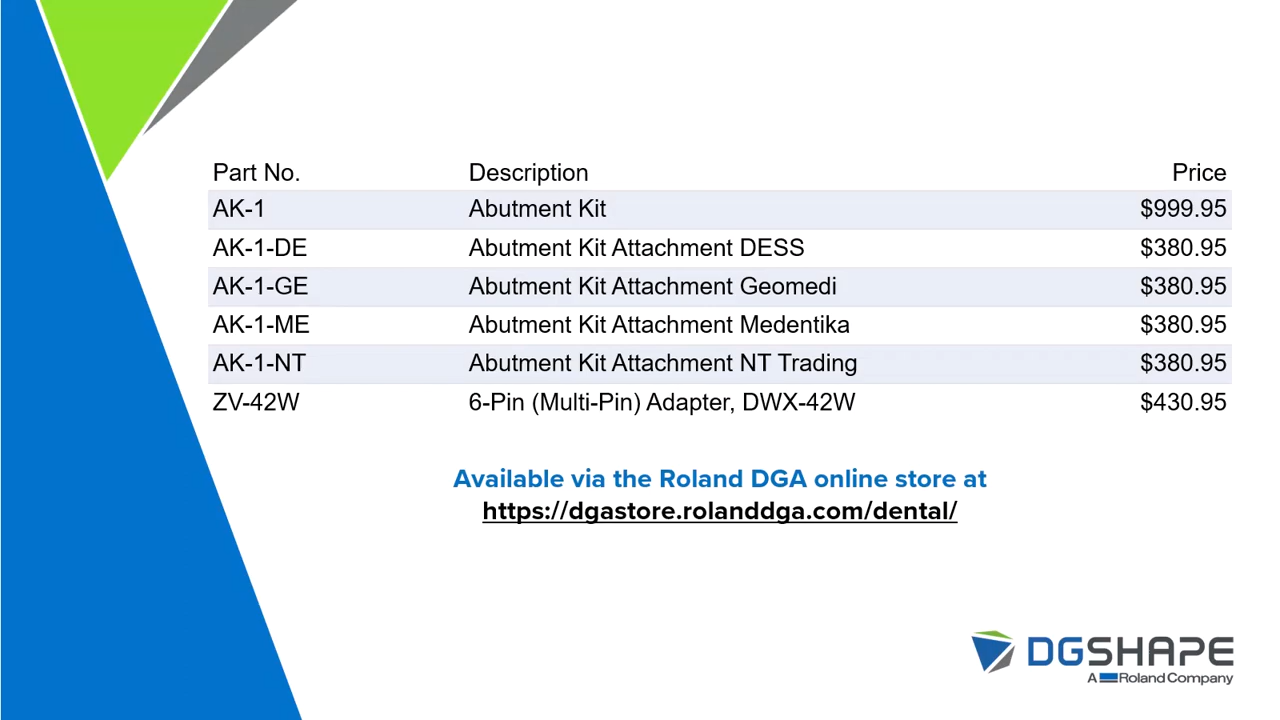 Part No. Description Price
AK-1 Abutment Kit $999.95
AK-1-DE Abutment Kit Attachment DESS $380.95
AK-1-GE Abutment Kit Attachment Geomedi $380.95
AK-1-ME Abutment Kit Attachment Medentika $380.95
AK-1-NT Abutment Kit Attachment NT Trading $380.95
ZV-42W 6-Pin (Multi-Pin) Adapter, DWX-42W $430.95
Available via the Roland DGA online store at
https://dgastore.rolanddga.com/dental/
DGSHAPE
A Roland Company